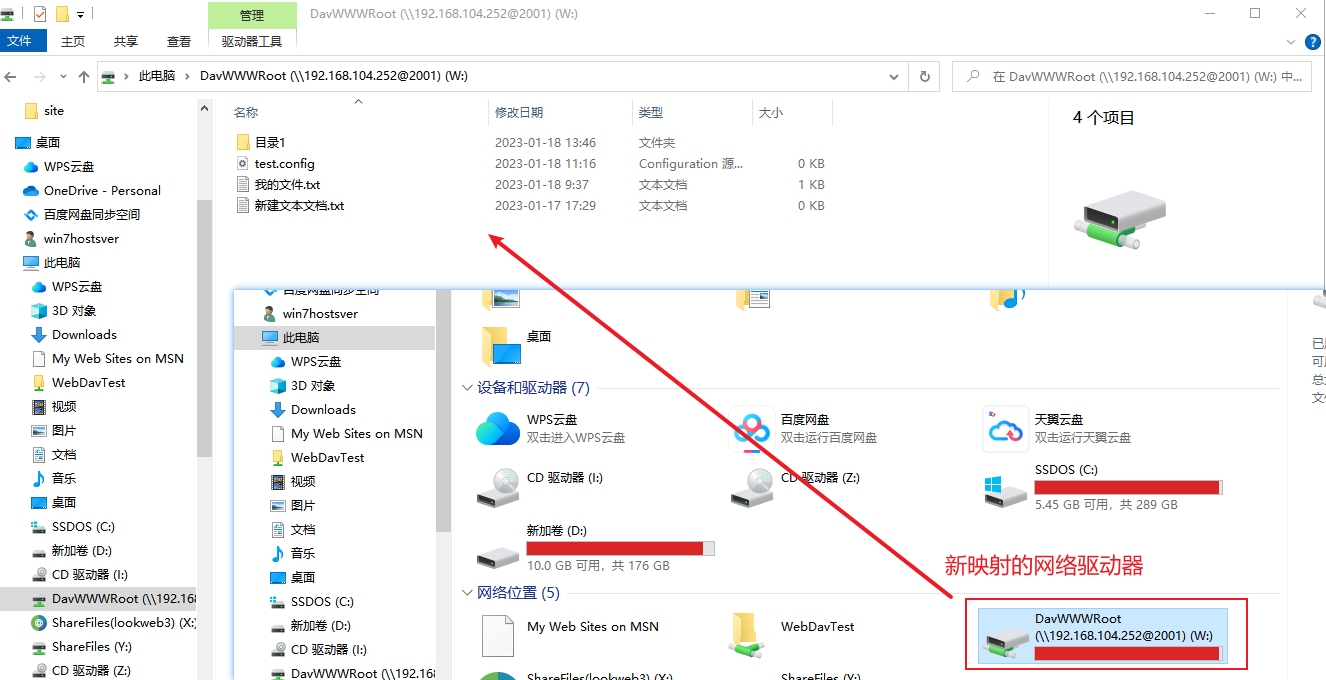 管理
DavWWWRoot (\\192.168.104.252@2001) (W:)
文件 主页 共享 查看 驱动器工具
此电脑 › DavWWWRoot (\\192.168.104.252@2001) (W:)
在 DavWWWRoot (\\192.168.104.252@2001) (W:) 中...
site
桌面
WPS云盘
OneDrive - Personal
百度网盘同步空间
win7hostsver
此电脑
WPS云盘
3D 对象
Downloads
My Web Sites on MSN
WebDavTest
视频
图片
文档
音乐
桌面
SSDOS (C:)
新加卷 (D:)
CD 驱动器 (I:)
DavWWWRoot (\\192.168
ShareFiles(lookweb3) (X:)
ShareFiles (Y:)
CD 驱动器 (Z:)
名称 修改日期 类型 大小
目录1 2023-01-18 13:46 文件夹
test.config 2023-01-18 11:16 Configuration 源... 0 KB
我的文件.txt 2023-01-18 9:37 文本文档 1 KB
新建文本文档.txt 2023-01-17 17:29 文本文档 0 KB
4 个项目
百度网盘同步空间
win7hostsver
此电脑
WPS云盘
3D 对象
Downloads
My Web Sites on MSN
WebDavTest
视频
图片
文档
音乐
桌面
SSDOS (C:)
新加卷 (D:)
CD 驱动器 (I:)
DavWWWRoot (\\192.168
桌面
设备和驱动器 (7)
WPS云盘
双击进入WPS云盘
百度网盘
双击运行百度网盘
天翼云盘
双击运行天翼云盘
CD 驱动器 (I:)
CD 驱动器 (Z:)
SSDOS (C:)
5.45 GB 可用，共 289 GB
新加卷 (D:)
10.0 GB 可用，共 176 GB
新映射的网络驱动器
网络位置 (5)
My Web Sites on MSN
WebDavTest
DavWWWRoot
(\\192.168.104.252@2001) (W:)
ShareFiles(lookweb3) (X:)
ShareFiles (Y:)
已
可
总
文